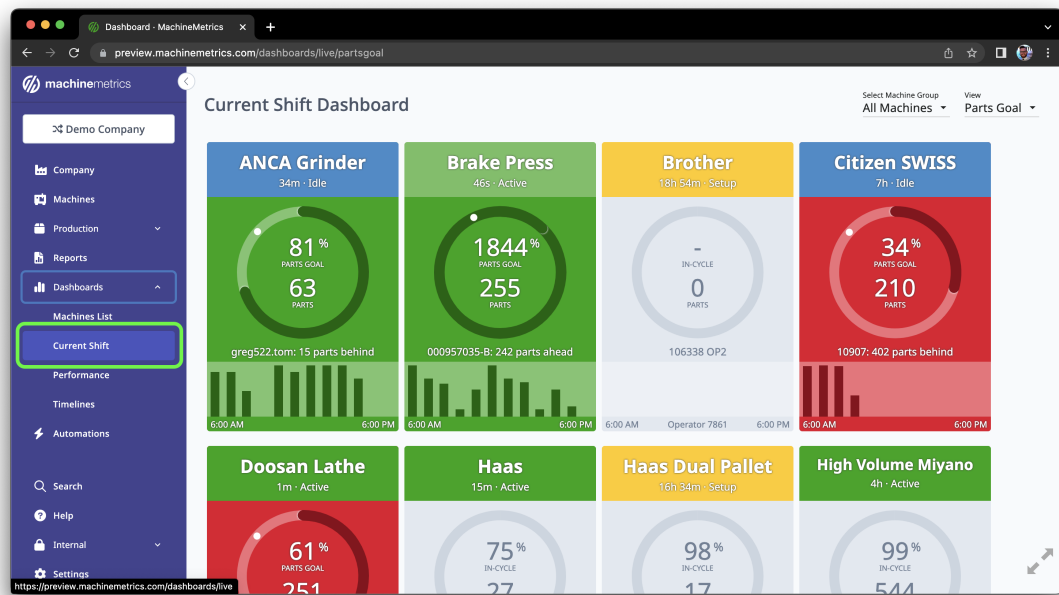 Dashboard · MachineMetrics
preview.machinemetrics.com/dashboards/live/partsgoal
machinemetrics
Demo Company
Company
Machines
Production
Reports
Dashboards
Machines List
Current Shift
Performance
Timelines
Automations
Search
Help
Internal
Settings
https://preview.machinemetrics.com/dashboards/live
Current Shift Dashboard
Select Machine Group
All Machines
View
Parts Goal
ANCA Grinder
34m · Idle
81%
PARTS GOAL
63
PARTS
greg522.tom: 15 parts behind
6:00 AM 6:00 PM
Brake Press
46s · Active
1844%
PARTS GOAL
255
PARTS
000957035-B: 242 parts ahead
6:00 AM 6:00 PM
Brother
18h 54m · Setup
-
IN-CYCLE
0
PARTS
106338 OP2
6:00 AM Operator 7861 6:00 PM
Citizen SWISS
7h · Idle
34%
PARTS GOAL
210
PARTS
10907: 402 parts behind
6:00 AM 6:00 PM
Doosan Lathe
1m · Active
61%
PARTS GOAL
251
Haas
15m · Active
75%
IN-CYCLE
27
Haas Dual Pallet
16h 34m · Setup
98%
IN-CYCLE
17
High Volume Miyano
4h · Active
99%
IN-CYCLE
544